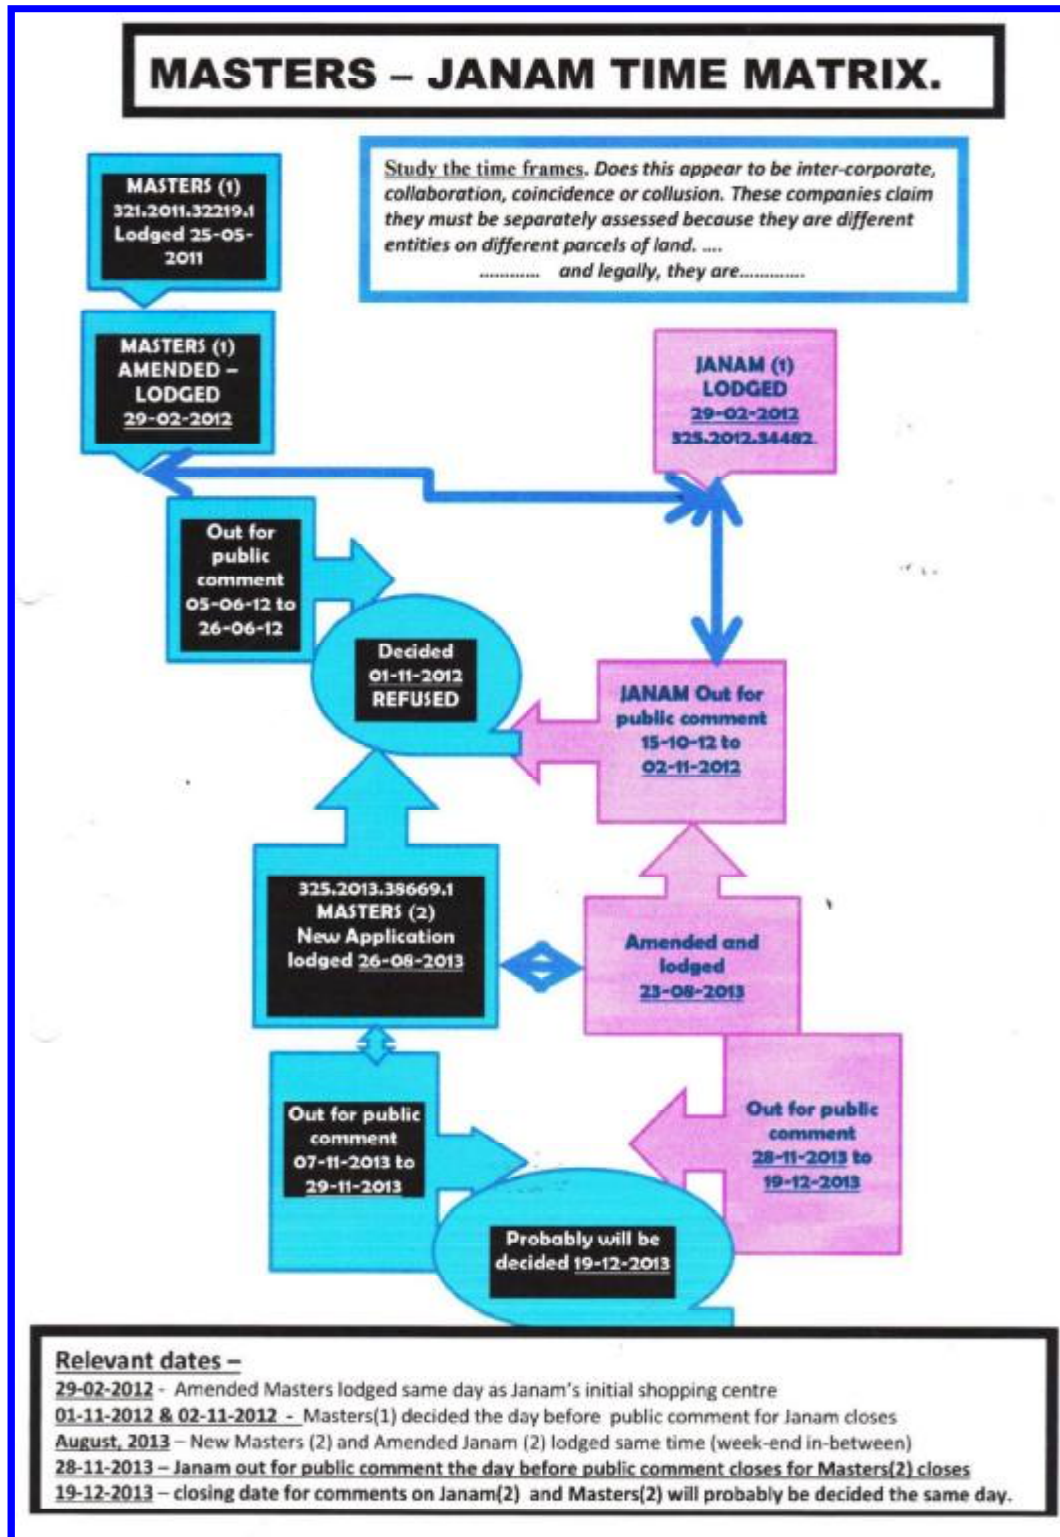 MASTERS – JANAM TIME MATRIX.
Study the time frames. Does this appear to be inter-corporate,
collaboration, coincidence or collusion. These companies claim
they must be separately assessed because they are different
entities on different parcels of land. ....
............. and legally, they are.............
MASTERS (1)
321.2011.32219.1
Lodged 25-05-
2011
MASTERS (1)
AMENDED –
LODGED
29-02-2012
JANAM (1)
LODGED
29-02-2012
325.2012.34482
Out for
public
comment
05-06-12 to
26-06-12
Decided
01-11-2012
REFUSED
JANAM Out for
public comment
15-10-12 to
02-11-2012
325.2013.38669.1
MASTERS (2)
New Application
lodged 26-08-2013
Amended and
lodged
23-08-2013
Out for public
comment
07-11-2013 to
29-11-2013
Out for public
comment
28-11-2013 to
19-12-2013
Probably will be
decided 19-12-2013
Relevant dates –
29-02-2012 - Amended Masters lodged same day as Janam's initial shopping centre
01-11-2012 & 02-11-2012 - Masters(1) decided the day before public comment for Janam closes
August, 2013 – New Masters (2) and Amended Janam (2) lodged same time (week-end in-between)
28-11-2013 – Janam out for public comment the day before public comment closes for Masters(2) closes
19-12-2013 – closing date for comments on Janam(2) and Masters(2) will probably be decided the same day.